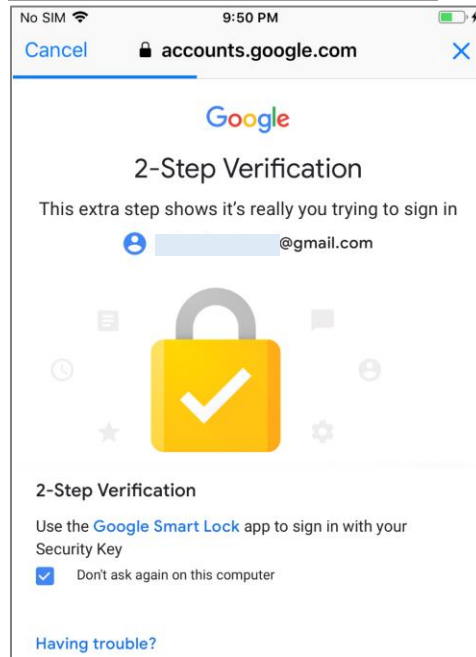 No SIM 9:50 PM
Cancel accounts.google.com
Google
2-Step Verification
This extra step shows it's really you trying to sign in
@gmail.com
2-Step Verification
Use the Google Smart Lock app to sign in with your
Security Key
Don't ask again on this computer
Having trouble?